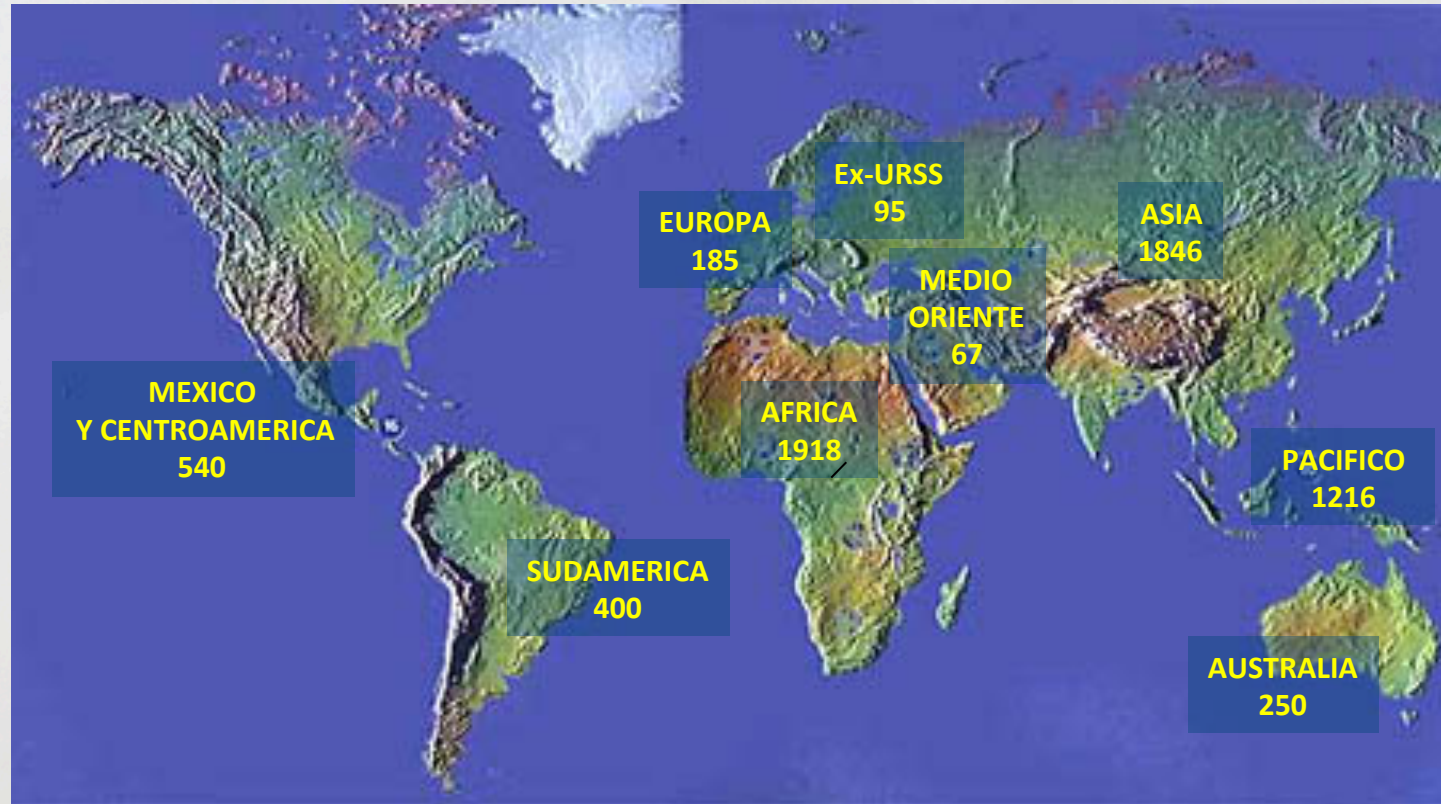 Ex-URSS
95
EUROPA
185
ASIA
1846
MEDIO
ORIENTE
67
MEXICO
Y CENTROAMERICA
540
AFRICA
1918
PACIFICO
1216
SUDAMERICA
400
AUSTRALIA
250